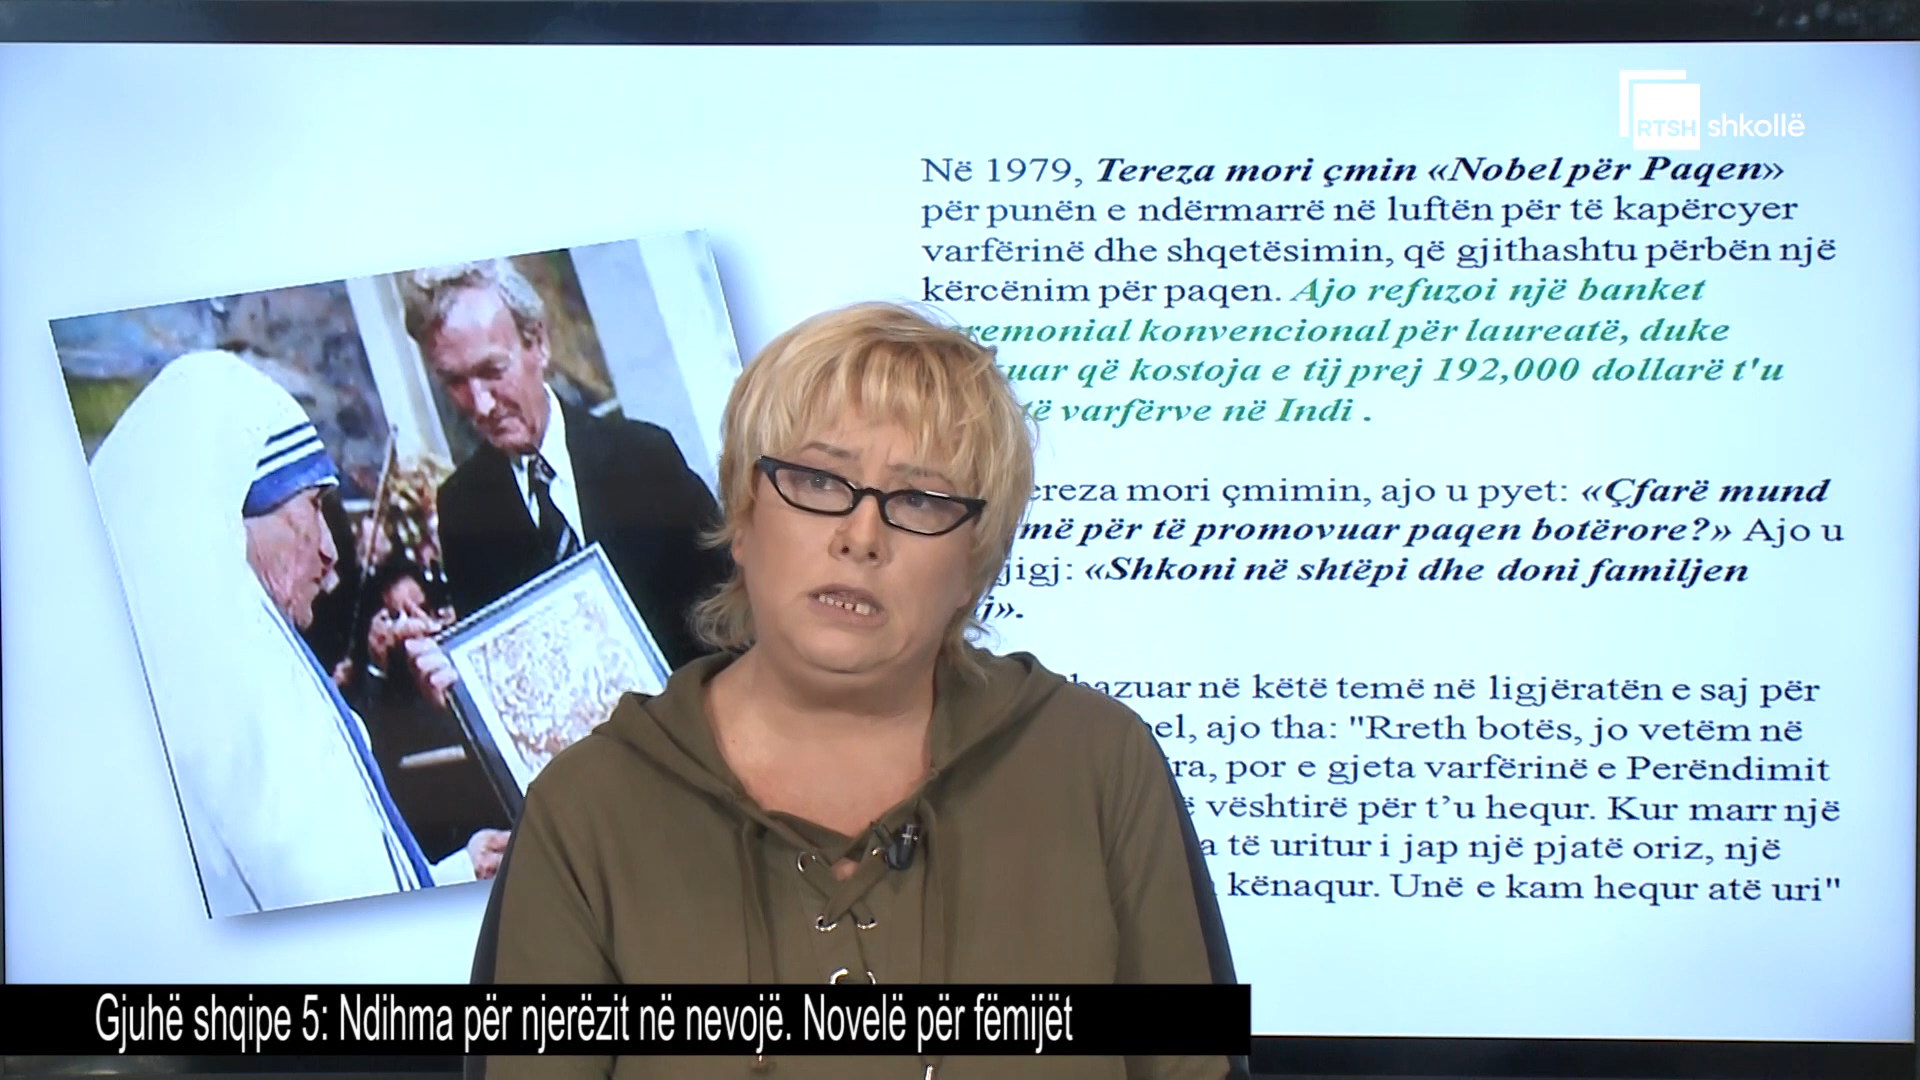 RTSH shkollë
Në 1979, Tereza mori çmin «Nobel për Paqen»
për punën e ndërmarrë në luftën për të kapërcyer
varfërinë dhe shqetësimin, që gjithashtu përbën një
kërcënim për paqen. Ajo refuzoi një banket
konvencional për laureatë, duke
që kostoja e tij prej 192,000 dollarë t'u
të varfërve në Indi .
mori çmimin, ajo u pyet: «Çfarë mund
për të promovuar paqen botërore?» Ajo u
«Shkoni në shtëpi dhe doni familjen
në këtë temë në ligjëratën e saj për
ajo tha: "Rreth botës, jo vetëm në
por e gjeta varfërinë e Perëndimit
vështirë për t’u hequr. Kur marr një
të uritur i jap një pjatë oriz, një
kënaqur. Unë e kam hequr atë uri"
Gjuhë shqipe 5: Ndihma për njerëzit në nevojë. Novelë për fëmijët